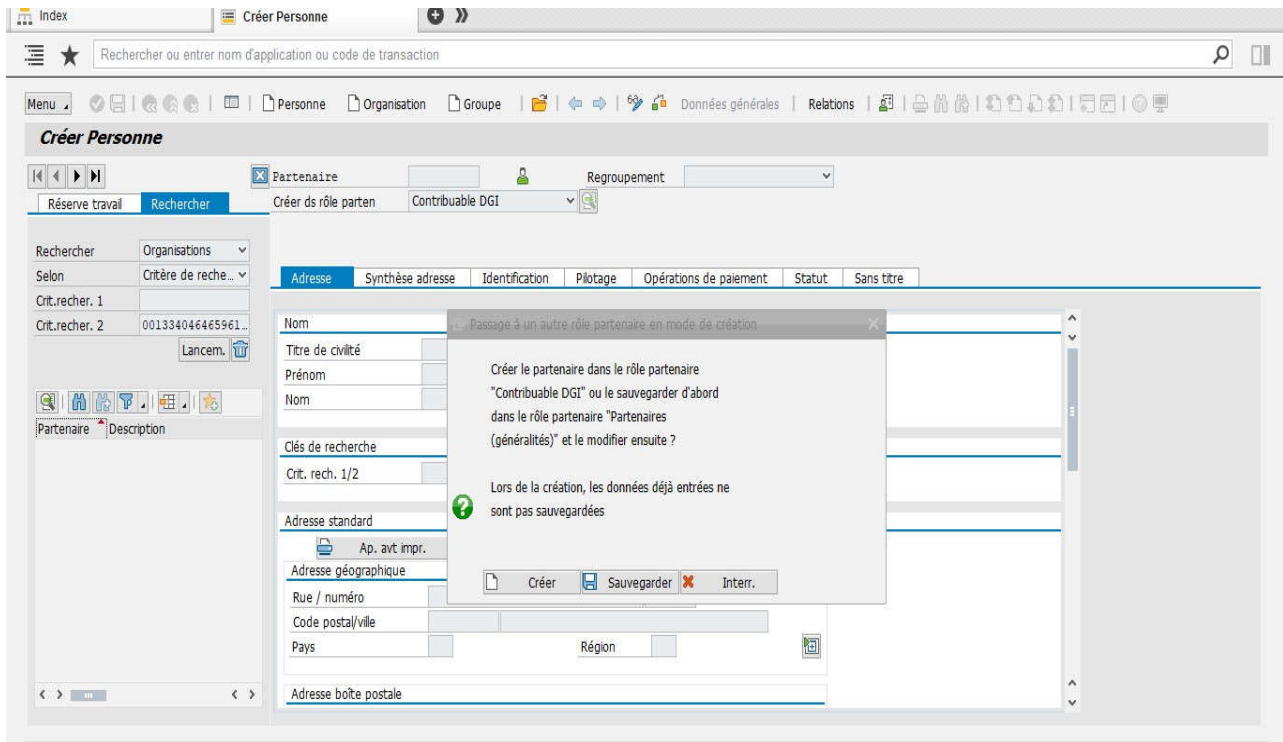 Index
Créer Personne
Rechercher ou entrer nom d'application ou code de transaction
Menu Personne Organisation Groupe Données générales Relations
Créer Personne
Partenaire Regroupement
Réserve travail Rechercher Créer ds rôle parten Contribuable DGI
Rechercher Organisations
Selon Critère de reche...
Adresse Synthèse adresse Identification Pilotage Opérations de paiement Statut Sans titre
Crit.recher. 1
Crit.recher. 2 001334046465961...
Lancem.
Partenaire Description
Nom
Titre de civilité
Prénom
Nom
Clés de recherche
Crit. rech. 1/2
Adresse standard
Ap. avt impr.
Adresse géographique
Rue / numéro
Code postal/ville
Pays Région
Adresse boîte postale
Passage à un autre rôle partenaire en mode de création
Créer le partenaire dans le rôle partenaire
"Contribuable DGI" ou le sauvegarder d'abord
dans le rôle partenaire "Partenaires
(généralités)" et le modifier ensuite ?
Lors de la création, les données déjà entrées ne
sont pas sauvegardées
Créer Sauvegarder Interr.